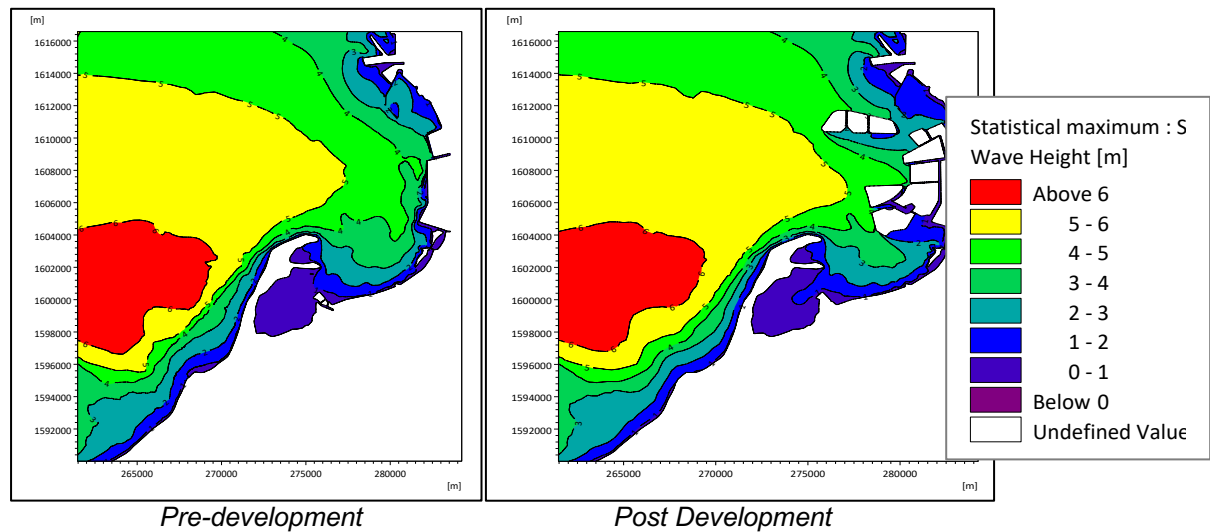 [m]
1616000
1614000
1612000
1610000
1608000
1606000
1604000
1602000
1600000
1598000
1596000
1594000
1592000
265000 270000 275000 280000
[m]
Pre-development
[m]
1616000
1614000
1612000
1610000
1608000
1606000
1604000
1602000
1600000
1598000
1596000
1594000
1592000
265000 270000 275000 280000
[m]
Post Development
Statistical maximum : S
Wave Height [m]
Above 6
5 - 6
4 - 5
3 - 4
2 - 3
1 - 2
0 - 1
Below 0
Undefined Value